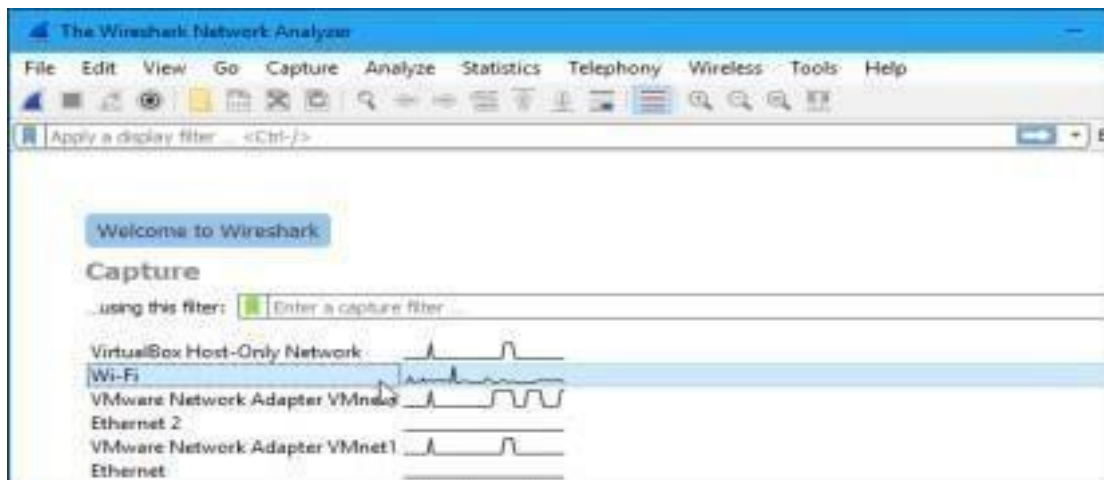 The Wireshark Network Analyzer
File Edit View Go Capture Analyze Statistics Telephony Wireless Tools Help
Apply a display filter ... <Ctrl-/>
Welcome to Wireshark
Capture
...using this filter: Enter a capture filter ...
VirtualBox Host-Only Network
Wi-Fi
VMware Network Adapter
Ethernet 2
VMware Network Adapter VMnet1
Ethernet